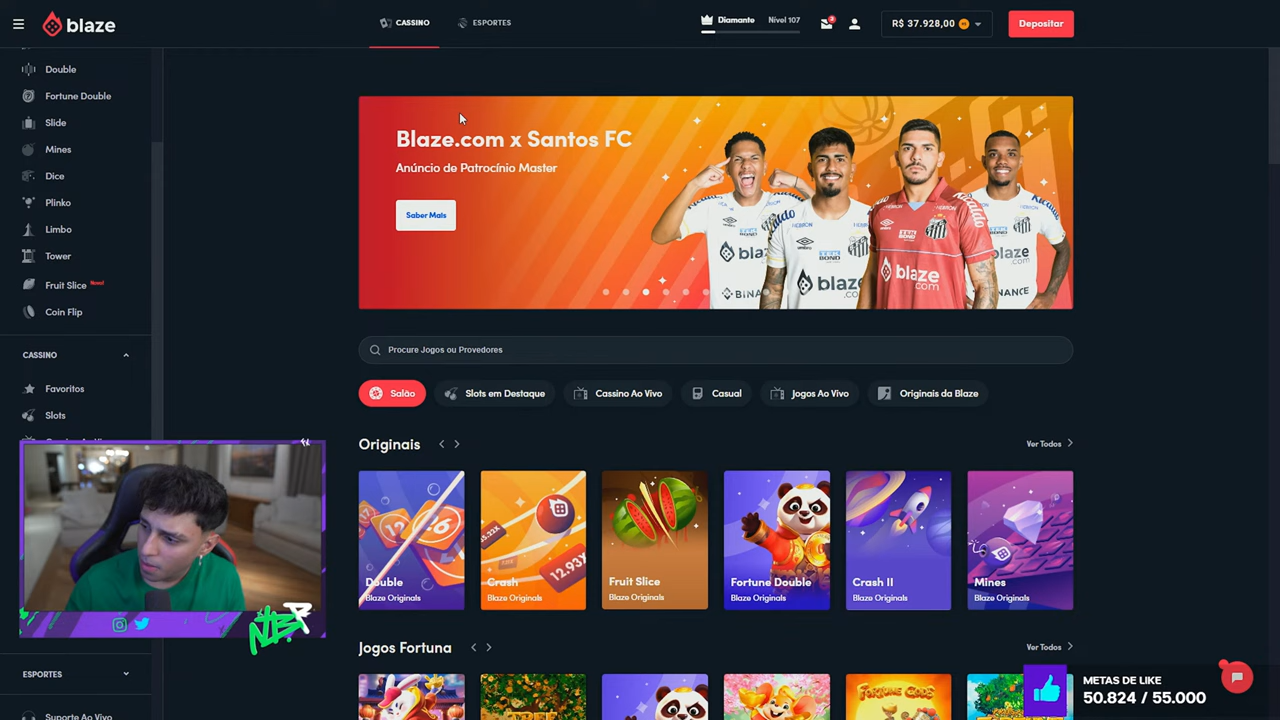 blaze
CASSINO
ESPORTES
Diamante
Nível 107
3
R$ 37.928,00
Depositar
Double
Fortune Double
Slide
Mines
Dice
Plinko
Limbo
Tower
Fruit Slice Novo!
Coin Flip
CASSINO
Favoritos
Slots
ESPORTES
Suporte Ao Vivo
Blaze.com x Santos FC
Anúncio de Patrocínio Master
Saber Mais
Procure Jogos ou Provedores
Salão
Slots em Destaque
Cassino Ao Vivo
Casual
Jogos Ao Vivo
Originais da Blaze
Originais
Ver Todos
Double
Blaze Originals
Crash
Blaze Originals
Fruit Slice
Blaze Originals
Fortune Double
Blaze Originals
Crash II
Blaze Originals
Mines
Blaze Originals
12.93X
Jogos Fortuna
Ver Todos
METAS DE LIKE
50.824 / 55.000